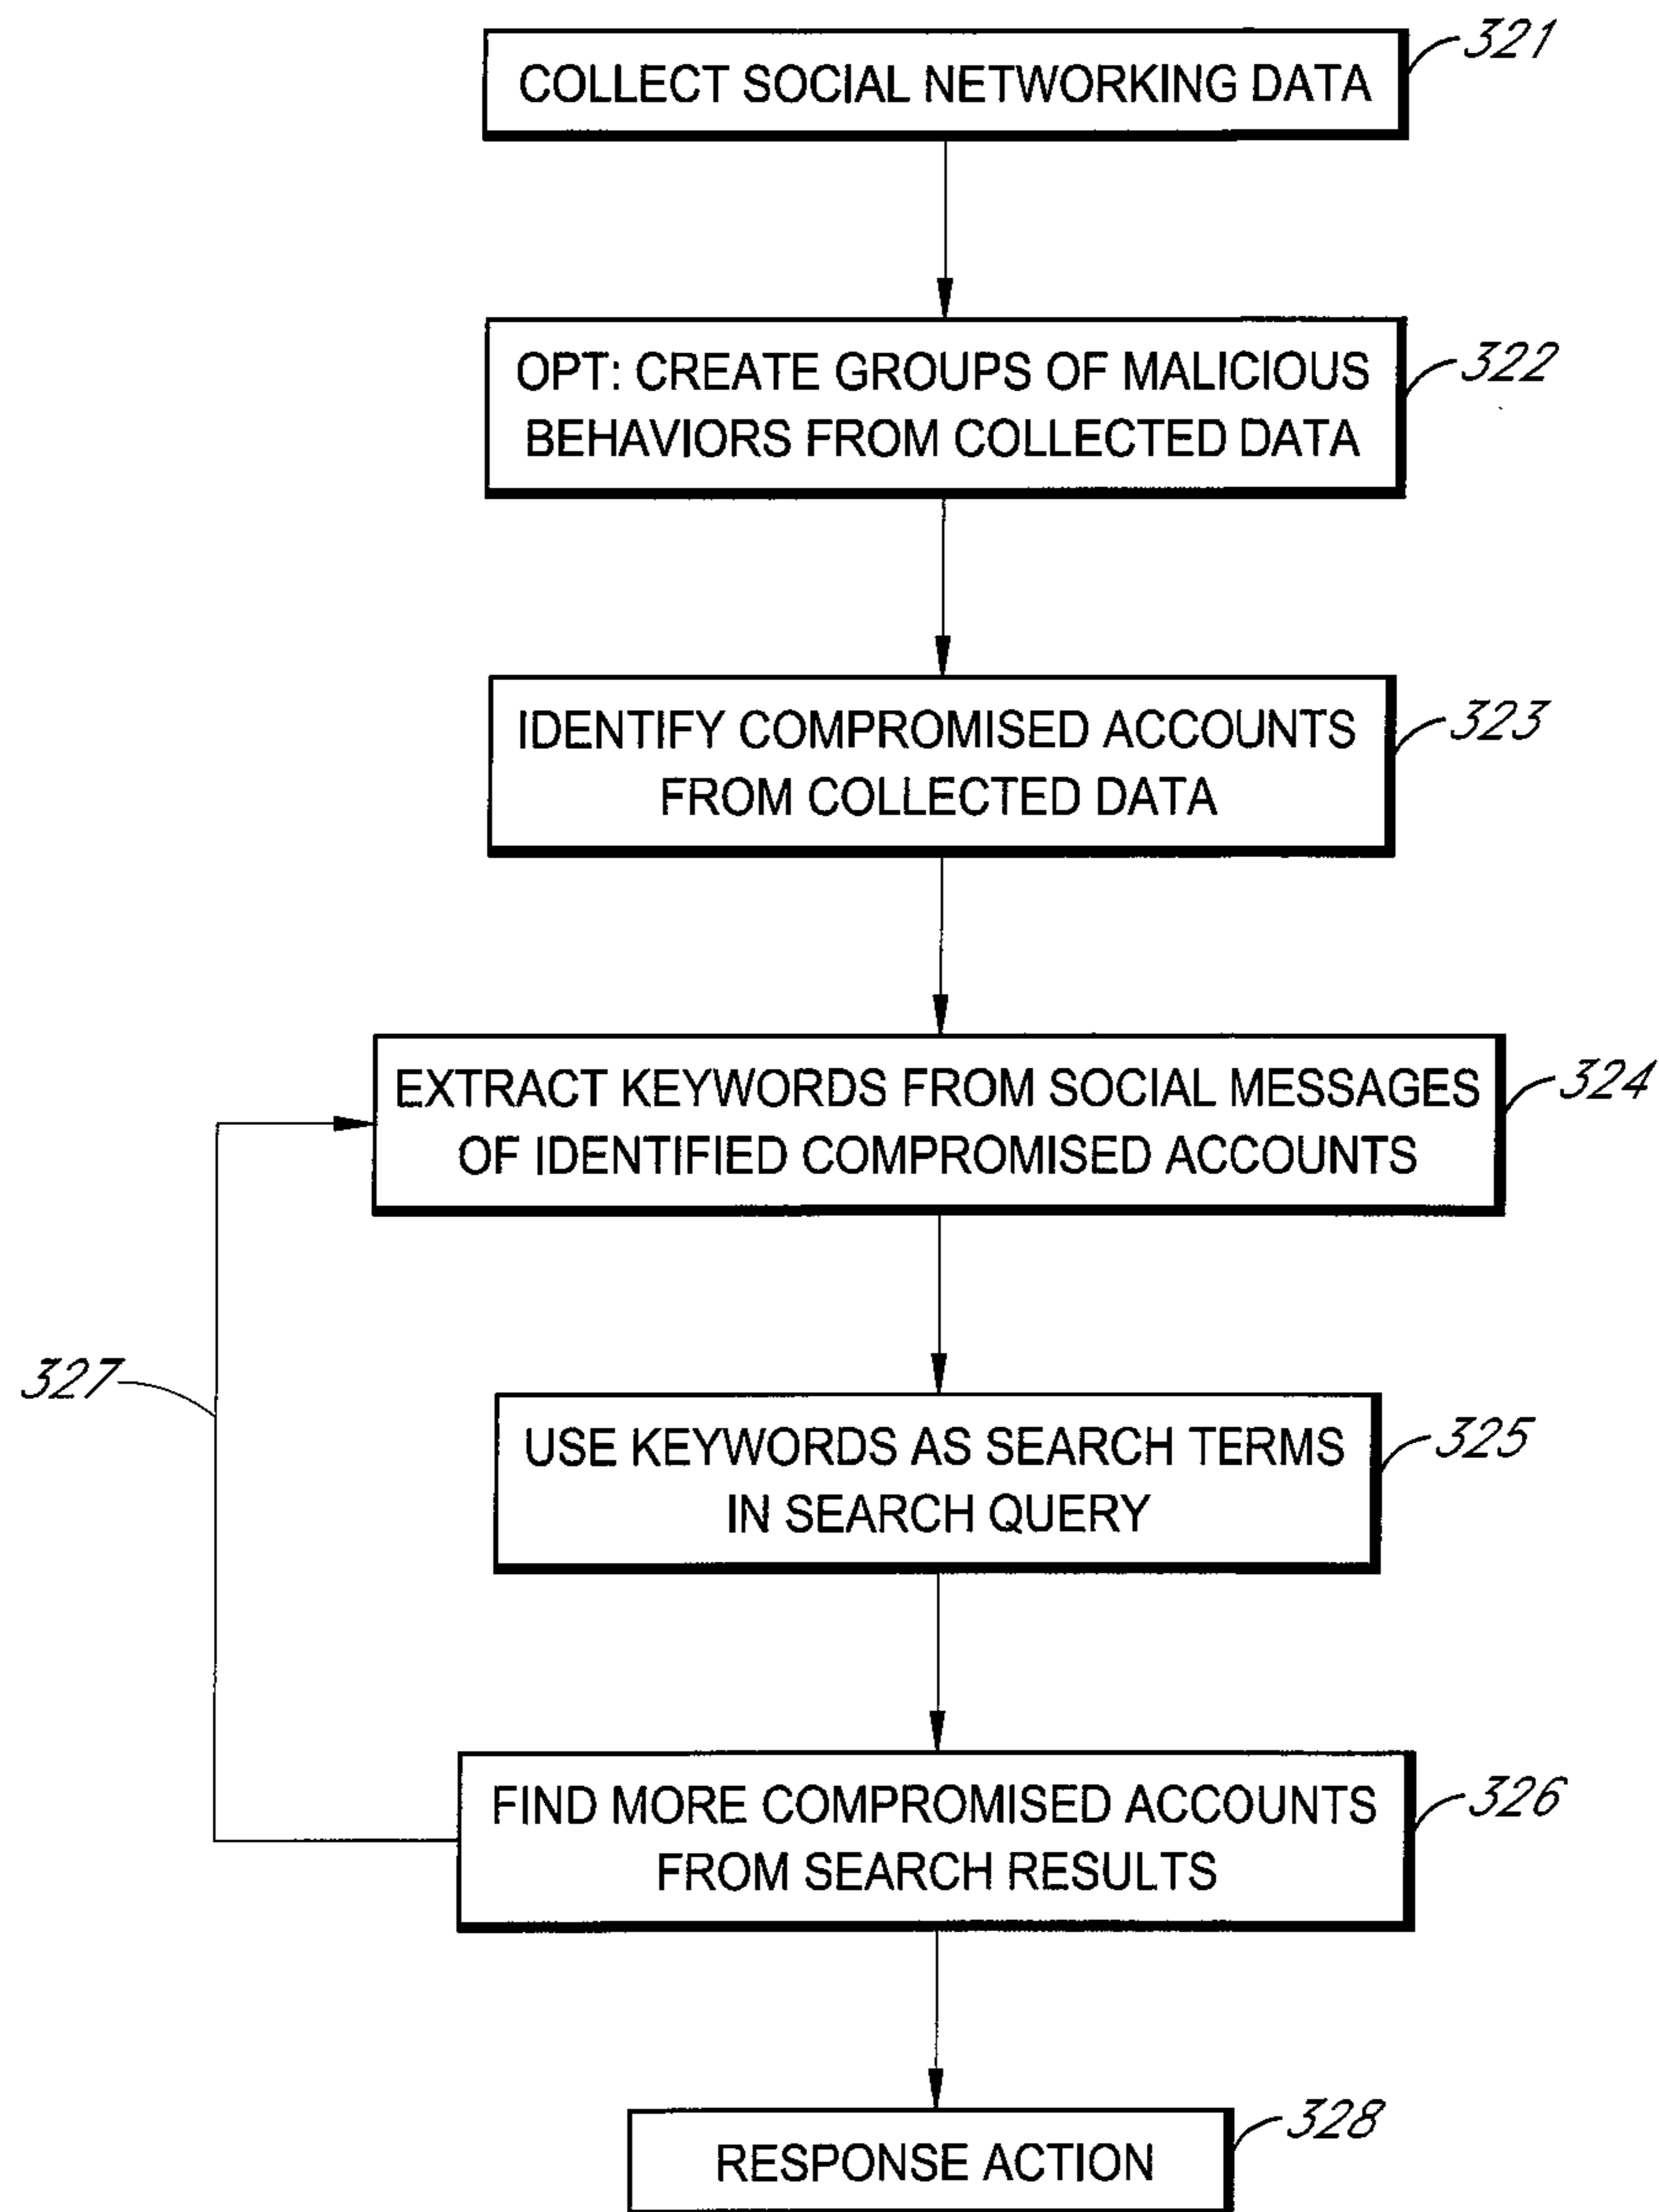 COLLECT SOCIAL NETWORKING DATA
321
OPT: CREATE GROUPS OF MALICIOUS
BEHAVIORS FROM COLLECTED DATA
322
IDENTIFY COMPROMISED ACCOUNTS
FROM COLLECTED DATA
323
EXTRACT KEYWORDS FROM SOCIAL MESSAGES
OF IDENTIFIED COMPROMISED ACCOUNTS
324
327
USE KEYWORDS AS SEARCH TERMS
IN SEARCH QUERY
325
FIND MORE COMPROMISED ACCOUNTS
FROM SEARCH RESULTS
326
RESPONSE ACTION
328